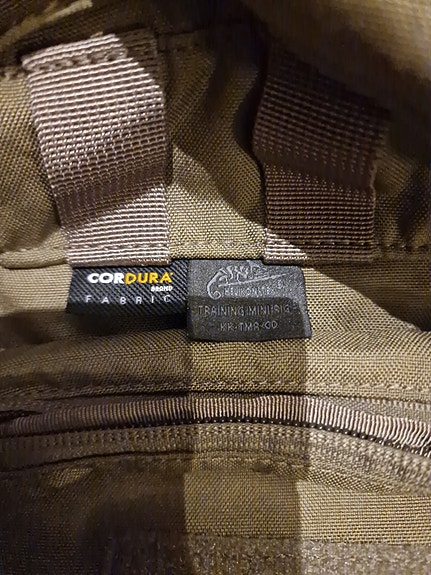 CORDURA
BRAND
FABRIC
HELIKON-TEX
TRAINING MINI RIG
KK-TMR-CD